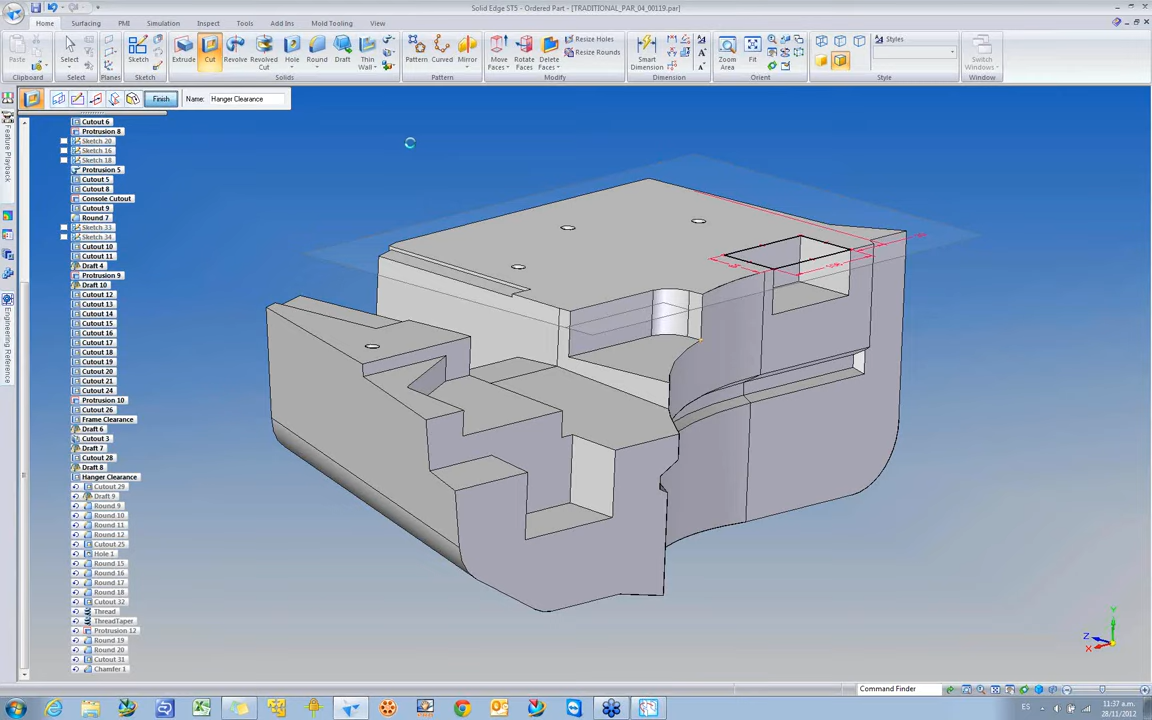 Solid Edge ST5 - Ordered Part - [TRADITIONAL_PAR_04_00119.par]
Home
Surfacing
PMI
Simulation
Inspect
Tools
Add Ins
Mold Tooling
View
Paste
Select
Sketch
Extrude
Cut
Revolve
Revolved Cut
Hole
Round
Draft
Thin Wall
Pattern
Curved
Mirror
Move Faces
Rotate Faces
Delete Faces
Resize Holes
Resize Rounds
Smart Dimension
Zoom Area
Fit
Styles
Switch Windows
Clipboard
Select
Planes
Sketch
Solids
Pattern
Modify
Dimension
Orient
Style
Window
Finish
Name:
Hanger Clearance
Feature Playback
Engineering Reference
Cutout 6
Protrusion 8
Sketch 20
Sketch 16
Sketch 18
Protrusion 5
Cutout 5
Cutout 8
Console Cutout
Cutout 9
Round 7
Sketch 33
Sketch 34
Cutout 10
Cutout 11
Draft 4
Protrusion 9
Draft 10
Cutout 12
Cutout 13
Cutout 14
Cutout 15
Cutout 16
Cutout 17
Cutout 18
Cutout 19
Cutout 20
Cutout 21
Cutout 24
Protrusion 10
Cutout 26
Frame Clearance
Draft 6
Cutout 3
Draft 7
Cutout 28
Draft 8
Hanger Clearance
Cutout 29
Draft 9
Round 9
Round 10
Round 11
Round 12
Cutout 25
Hole 1
Round 15
Round 16
Round 17
Round 18
Cutout 32
Thread
ThreadTaper
Protrusion 12
Round 19
Round 20
Cutout 31
Chamfer 1
Y
Z
X
Command Finder
ES
11:37 a.m.
28/11/2012